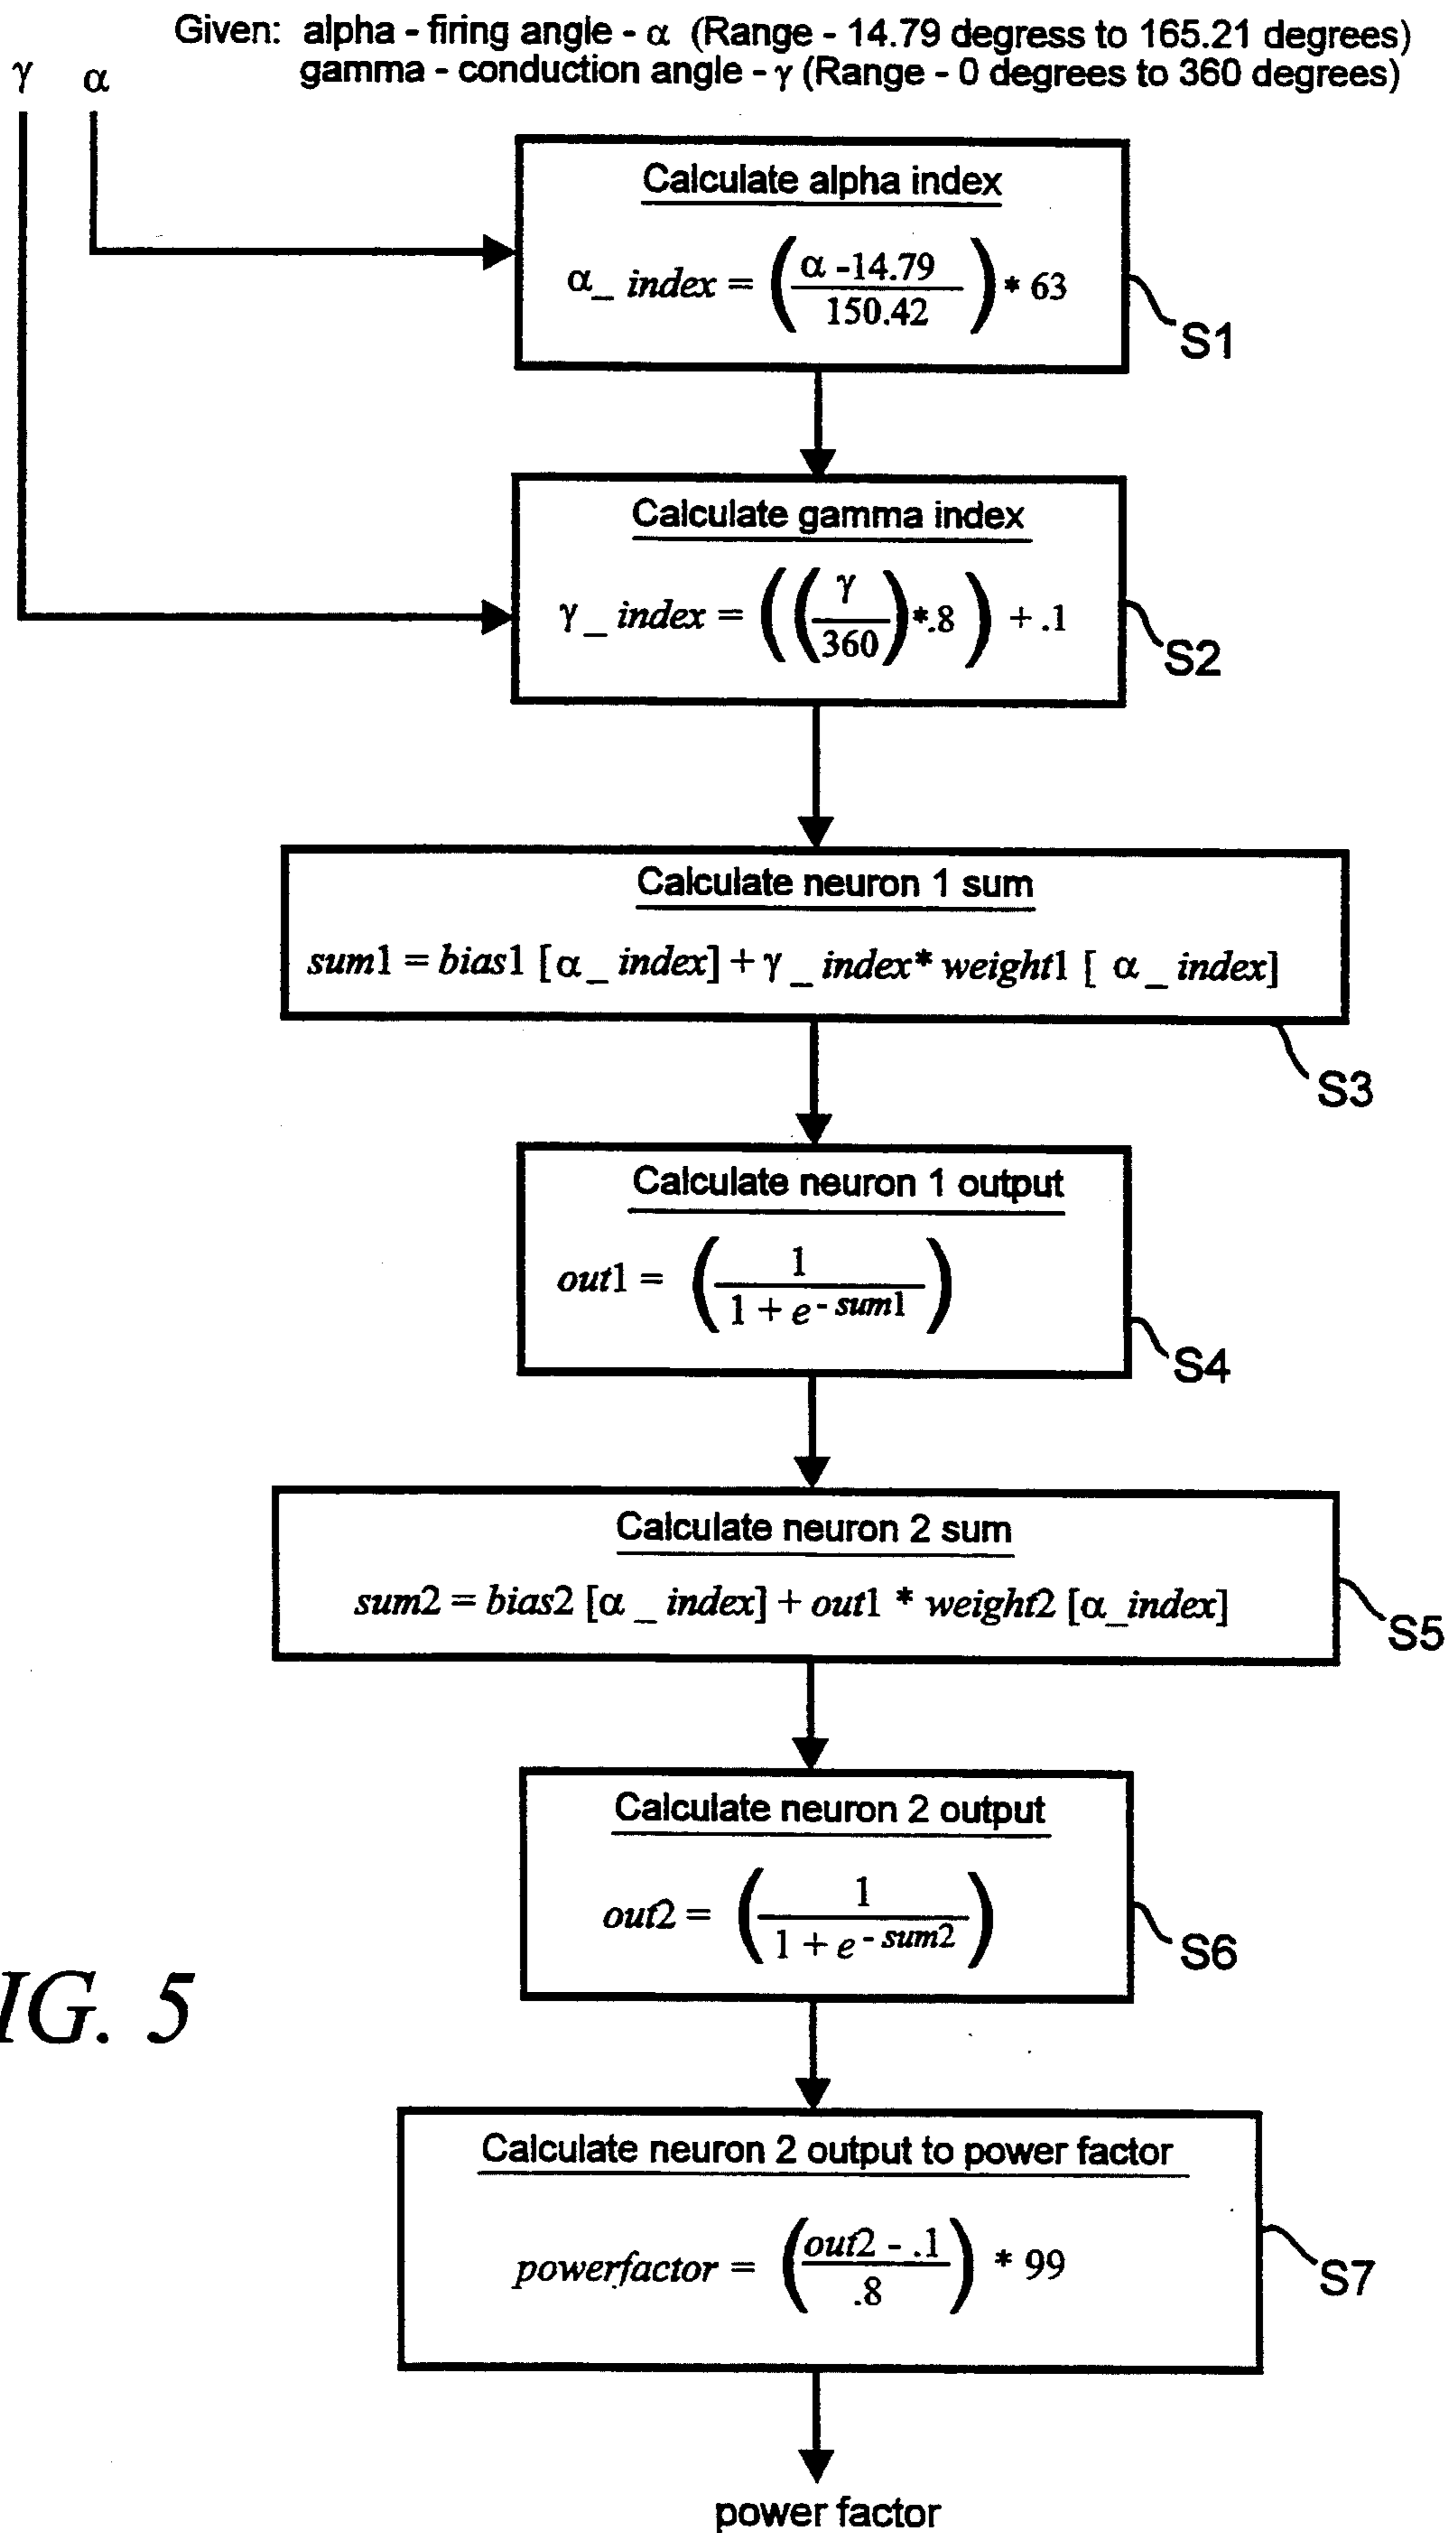 Given: alpha - firing angle - α (Range - 14.79 degress to 165.21 degrees)
gamma - conduction angle - γ (Range - 0 degrees to 360 degrees)
γ α
Calculate alpha index
α_ index = (α -14.79 / 150.42) * 63
S1
Calculate gamma index
γ_ index = ((γ / 360)*.8) + .1
S2
Calculate neuron 1 sum
sum1 = bias1 [α_ index] + γ_ index* weight1 [ α_ index]
S3
Calculate neuron 1 output
out1 = (1 / 1 + e^- sum1)
S4
Calculate neuron 2 sum
sum2 = bias2 [α_ index] + out1 * weight2 [α_index]
S5
Calculate neuron 2 output
out2 = (1 / 1 + e^- sum2)
S6
IG. 5
Calculate neuron 2 output to power factor
powerfactor = (out2 - .1 / .8) * 99
S7
power factor